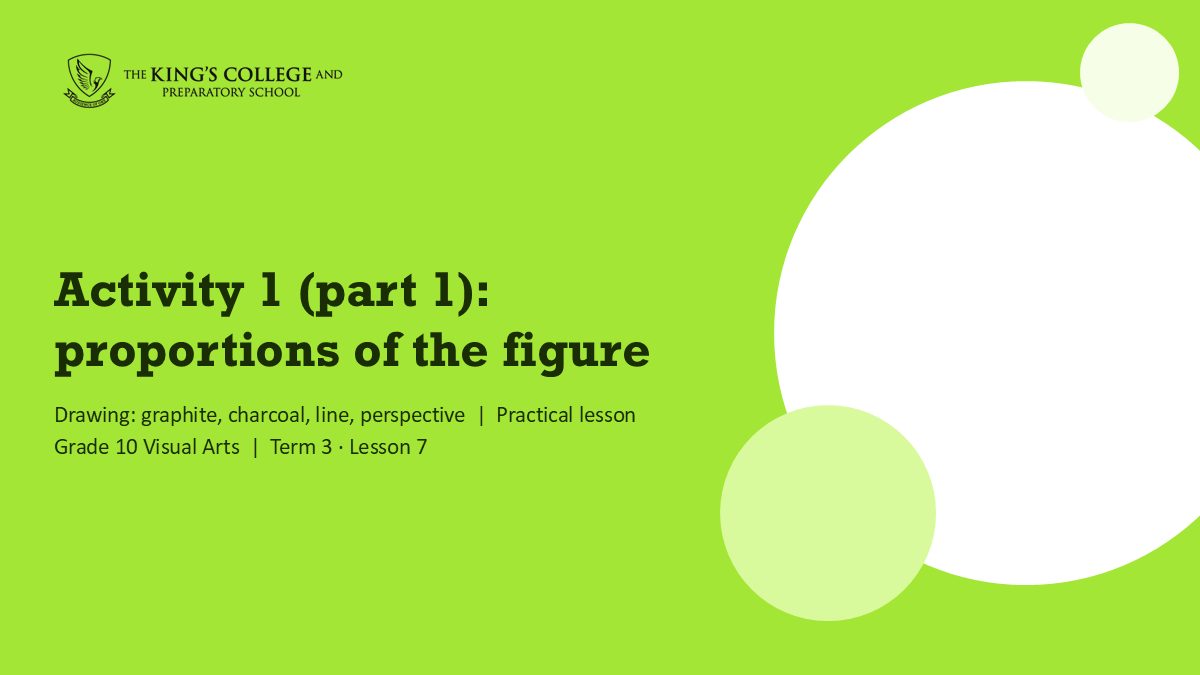 THE KING'S COLLEGE AND
PREPARATORY SCHOOL
Activity 1 (part 1):
proportions of the figure
Drawing: graphite, charcoal, line, perspective | Practical lesson
Grade 10 Visual Arts | Term 3 · Lesson 7